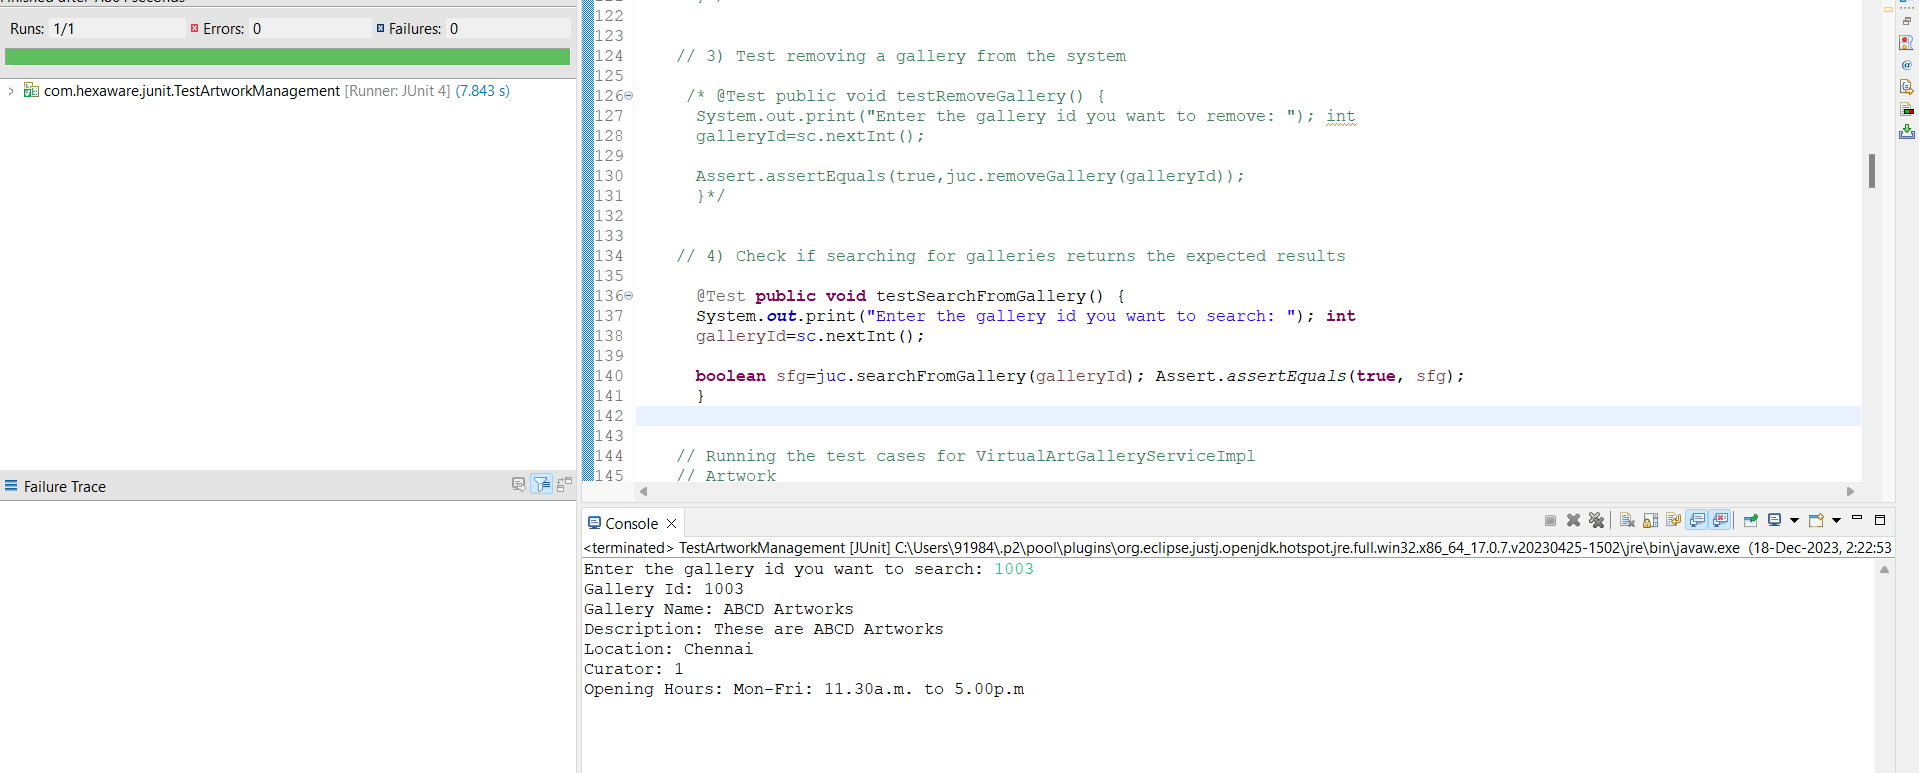 Runs: 1/1 Errors: 0 Failures: 0
com.hexaware.junit.TestArtworkManagement [Runner: JUnit 4] (7.843 s)
Failure Trace
122
123
124 // 3) Test removing a gallery from the system
125
126 /* @Test public void testRemoveGallery() {
127 System.out.print("Enter the gallery id you want to remove: "); int
128 galleryId=sc.nextInt();
129
130 Assert.assertEquals(true,juc.removeGallery(galleryId));
131 }*/
132
133
134 // 4) Check if searching for galleries returns the expected results
135
136 @Test public void testSearchFromGallery() {
137 System.out.print("Enter the gallery id you want to search: "); int
138 galleryId=sc.nextInt();
139
140 boolean sfg=juc.searchFromGallery(galleryId); Assert.assertEquals(true, sfg);
141 }
142
143
144 // Running the test cases for VirtualArtGalleryServiceImpl
145 // Artwork
Console
<terminated> TestArtworkManagement [JUnit] C:\Users\91984\.p2\pool\plugins\org.eclipse.justj.openjdk.hotspot.jre.full.win32.x86_64_17.0.7.v20230425-1502\jre\bin\javaw.exe (18-Dec-2023, 2:22:53
Enter the gallery id you want to search: 1003
Gallery Id: 1003
Gallery Name: ABCD Artworks
Description: These are ABCD Artworks
Location: Chennai
Curator: 1
Opening Hours: Mon-Fri: 11.30a.m. to 5.00p.m